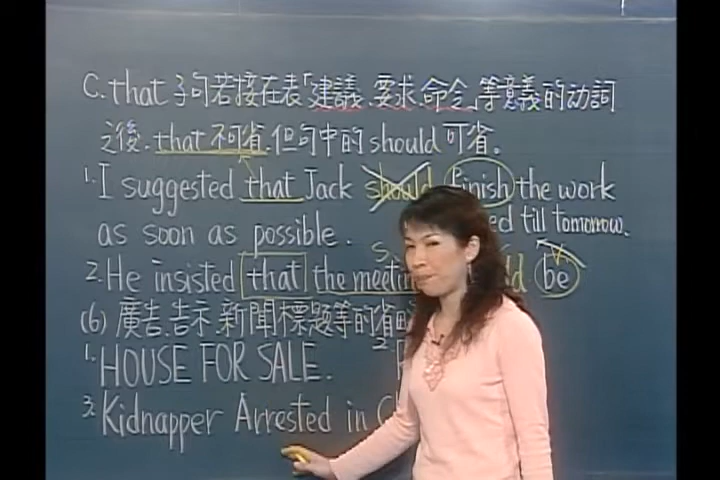 C. that 子句若接在表「建議、要求、命令」等意義的动詞
之後,that 不可省,但句中的 should 可省。
1. I suggested that Jack should finish the work
as soon as possible. ed till tomorrow.
2. He insisted that the meeting be
(6) 廣告、告示、新聞標題等的省
1. HOUSE FOR SALE. 2.
3. Kidnapper Arrested in C